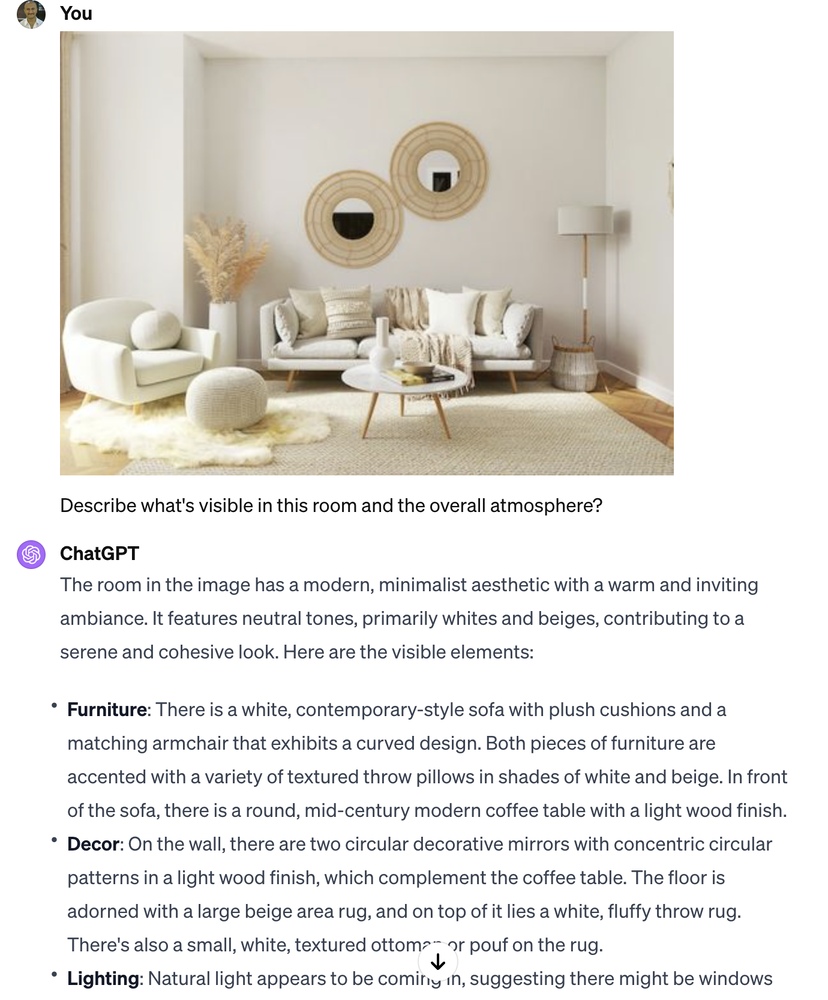 You
Describe what's visible in this room and the overall atmosphere?
ChatGPT
The room in the image has a modern, minimalist aesthetic with a warm and inviting
ambiance. It features neutral tones, primarily whites and beiges, contributing to a
serene and cohesive look. Here are the visible elements:
• Furniture: There is a white, contemporary-style sofa with plush cushions and a
matching armchair that exhibits a curved design. Both pieces of furniture are
accented with a variety of textured throw pillows in shades of white and beige. In front
of the sofa, there is a round, mid-century modern coffee table with a light wood finish.
• Decor: On the wall, there are two circular decorative mirrors with concentric circular
patterns in a light wood finish, which complement the coffee table. The floor is
adorned with a large beige area rug, and on top of it lies a white, fluffy throw rug.
There's also a small, white, textured ottoman or pouf on the rug.
• Lighting: Natural light appears to be coming in, suggesting there might be windows